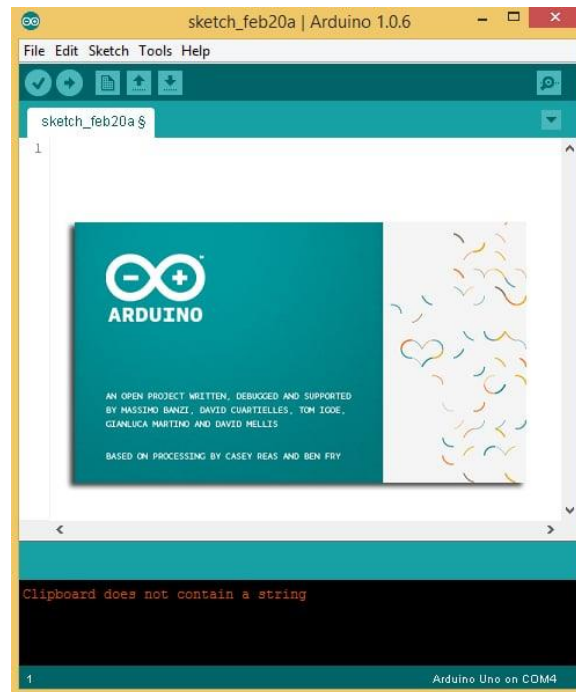 sketch_feb20a | Arduino 1.0.6
File Edit Sketch Tools Help
sketch_feb20a §
1
ARDUINO
AN OPEN PROJECT WRITTEN, DEBUGGED AND SUPPORTED
BY MASSIMO BANZI, DAVID CUARTIELLES, TOM IGOE,
GIANLUCA MARTINO AND DAVID MELLIS
BASED ON PROCESSING BY CASEY REAS AND BEN FRY
Clipboard does not contain a string
1 Arduino Uno on COM4